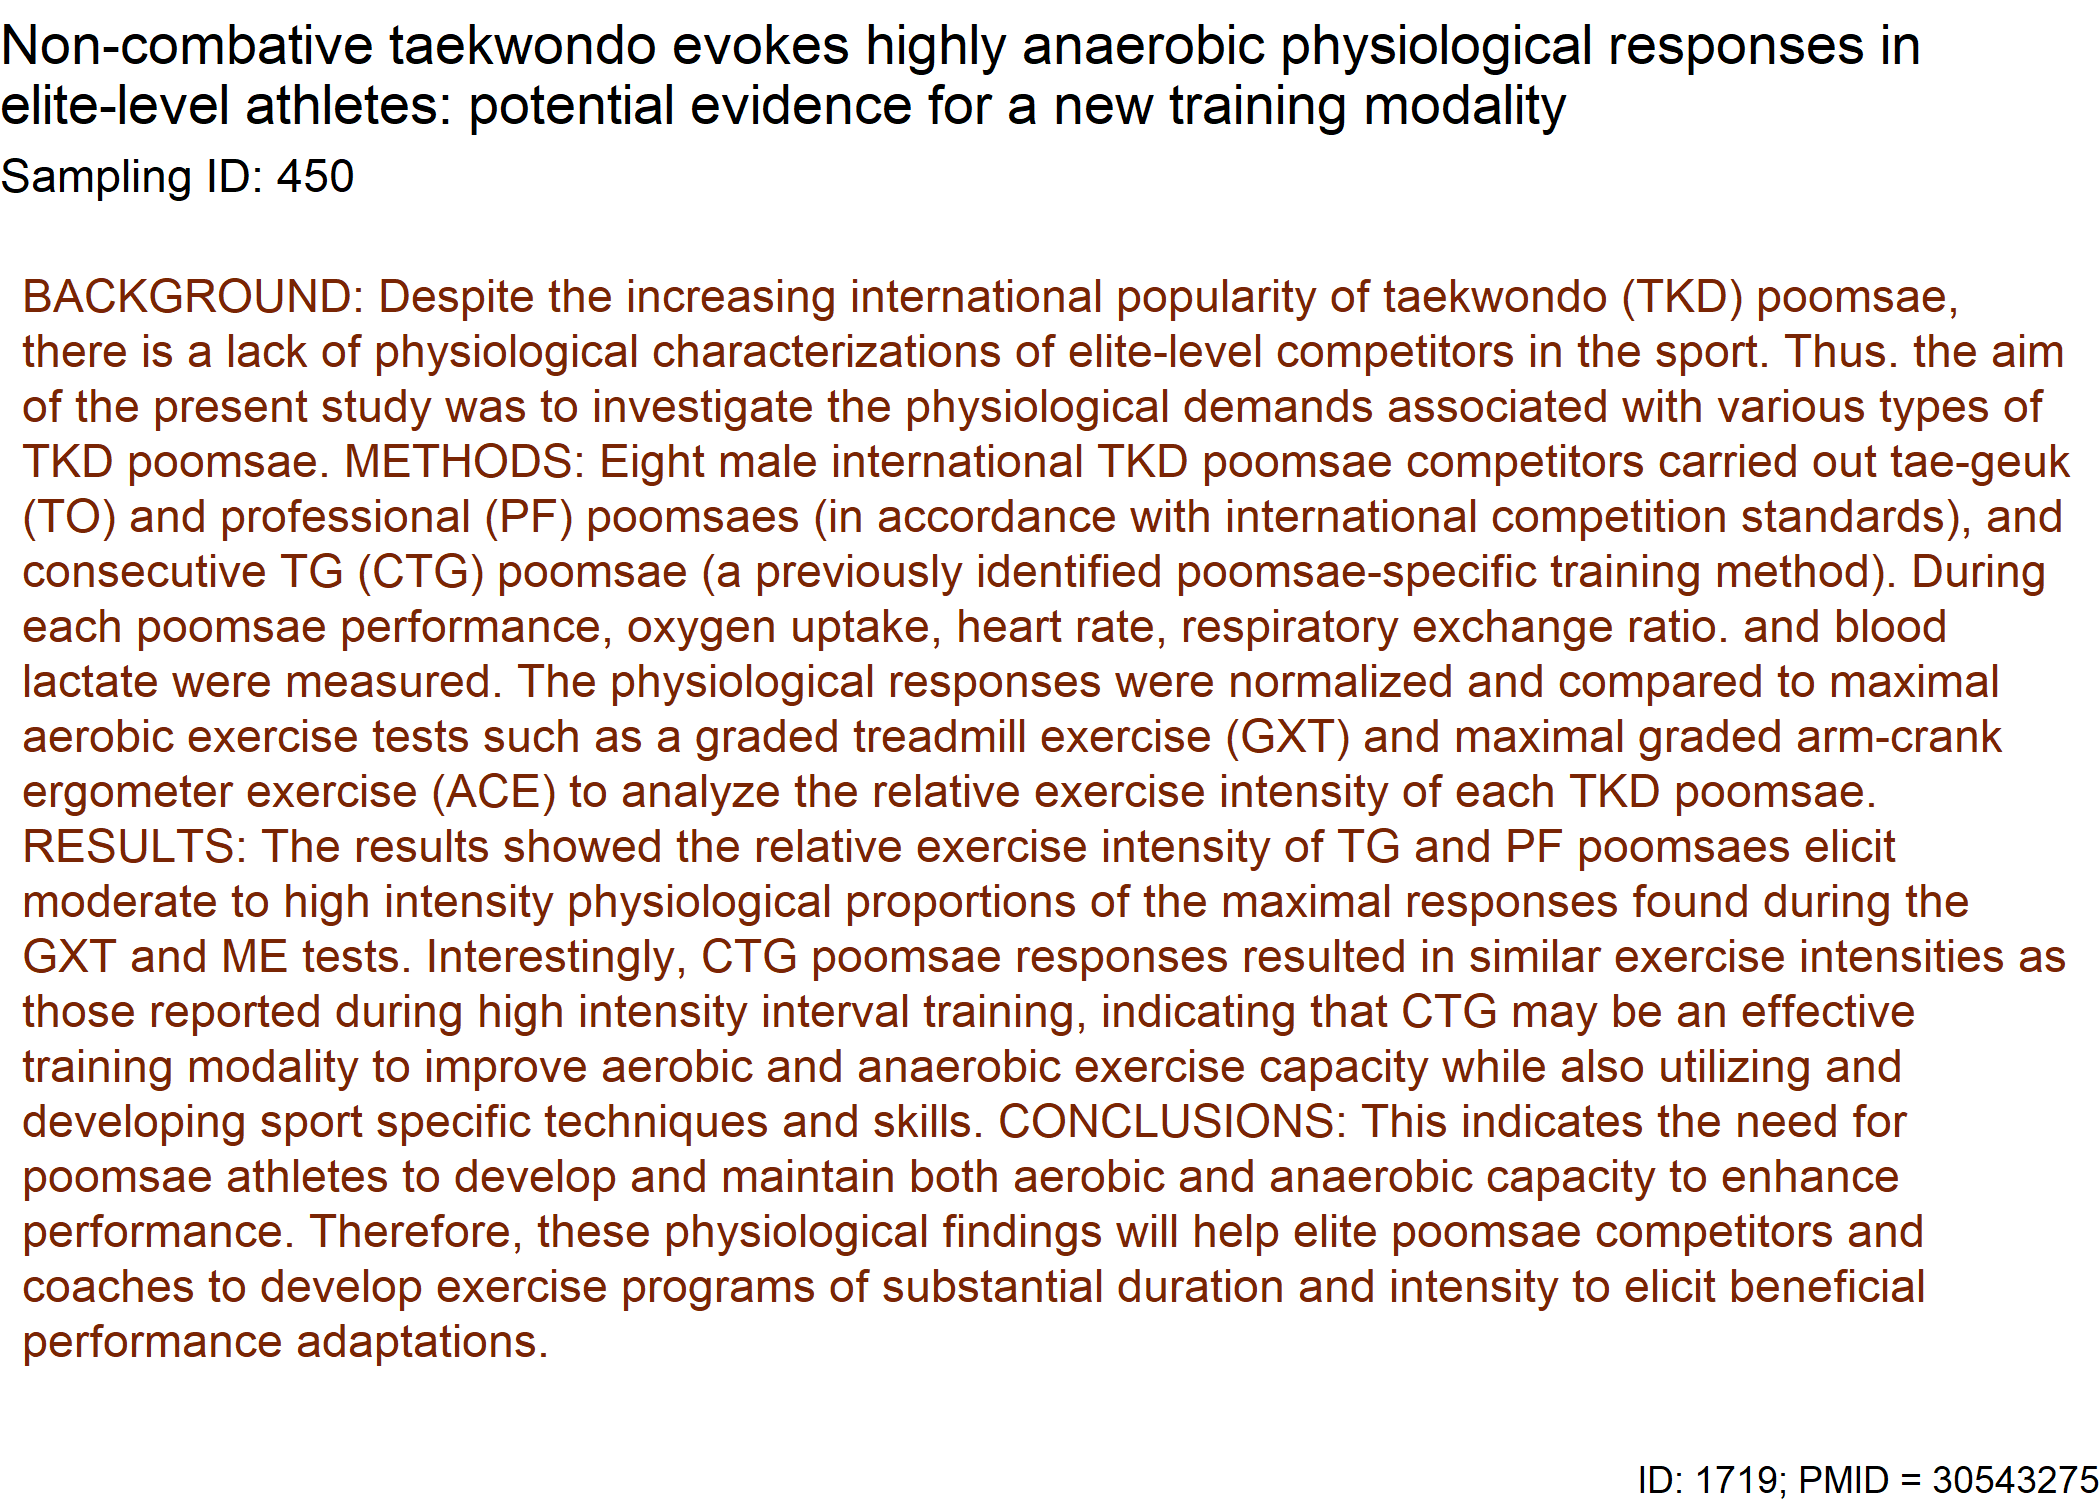 Non-combative taekwondo evokes highly anaerobic physiological responses in
elite-level athletes: potential evidence for a new training modality
Sampling ID: 450
BACKGROUND: Despite the increasing international popularity of taekwondo (TKD) poomsae,
there is a lack of physiological characterizations of elite-level competitors in the sport. Thus. the aim
of the present study was to investigate the physiological demands associated with various types of
TKD poomsae. METHODS: Eight male international TKD poomsae competitors carried out tae-geuk
(TO) and professional (PF) poomsaes (in accordance with international competition standards), and
consecutive TG (CTG) poomsae (a previously identified poomsae-specific training method). During
each poomsae performance, oxygen uptake, heart rate, respiratory exchange ratio. and blood
lactate were measured. The physiological responses were normalized and compared to maximal
aerobic exercise tests such as a graded treadmill exercise (GXT) and maximal graded arm-crank
ergometer exercise (ACE) to analyze the relative exercise intensity of each TKD poomsae.
RESULTS: The results showed the relative exercise intensity of TG and PF poomsaes elicit
moderate to high intensity physiological proportions of the maximal responses found during the
GXT and ME tests. Interestingly, CTG poomsae responses resulted in similar exercise intensities as
those reported during high intensity interval training, indicating that CTG may be an effective
training modality to improve aerobic and anaerobic exercise capacity while also utilizing and
developing sport specific techniques and skills. CONCLUSIONS: This indicates the need for
poomsae athletes to develop and maintain both aerobic and anaerobic capacity to enhance
performance. Therefore, these physiological findings will help elite poomsae competitors and
coaches to develop exercise programs of substantial duration and intensity to elicit beneficial
performance adaptations.
ID: 1719; PMID = 30543275